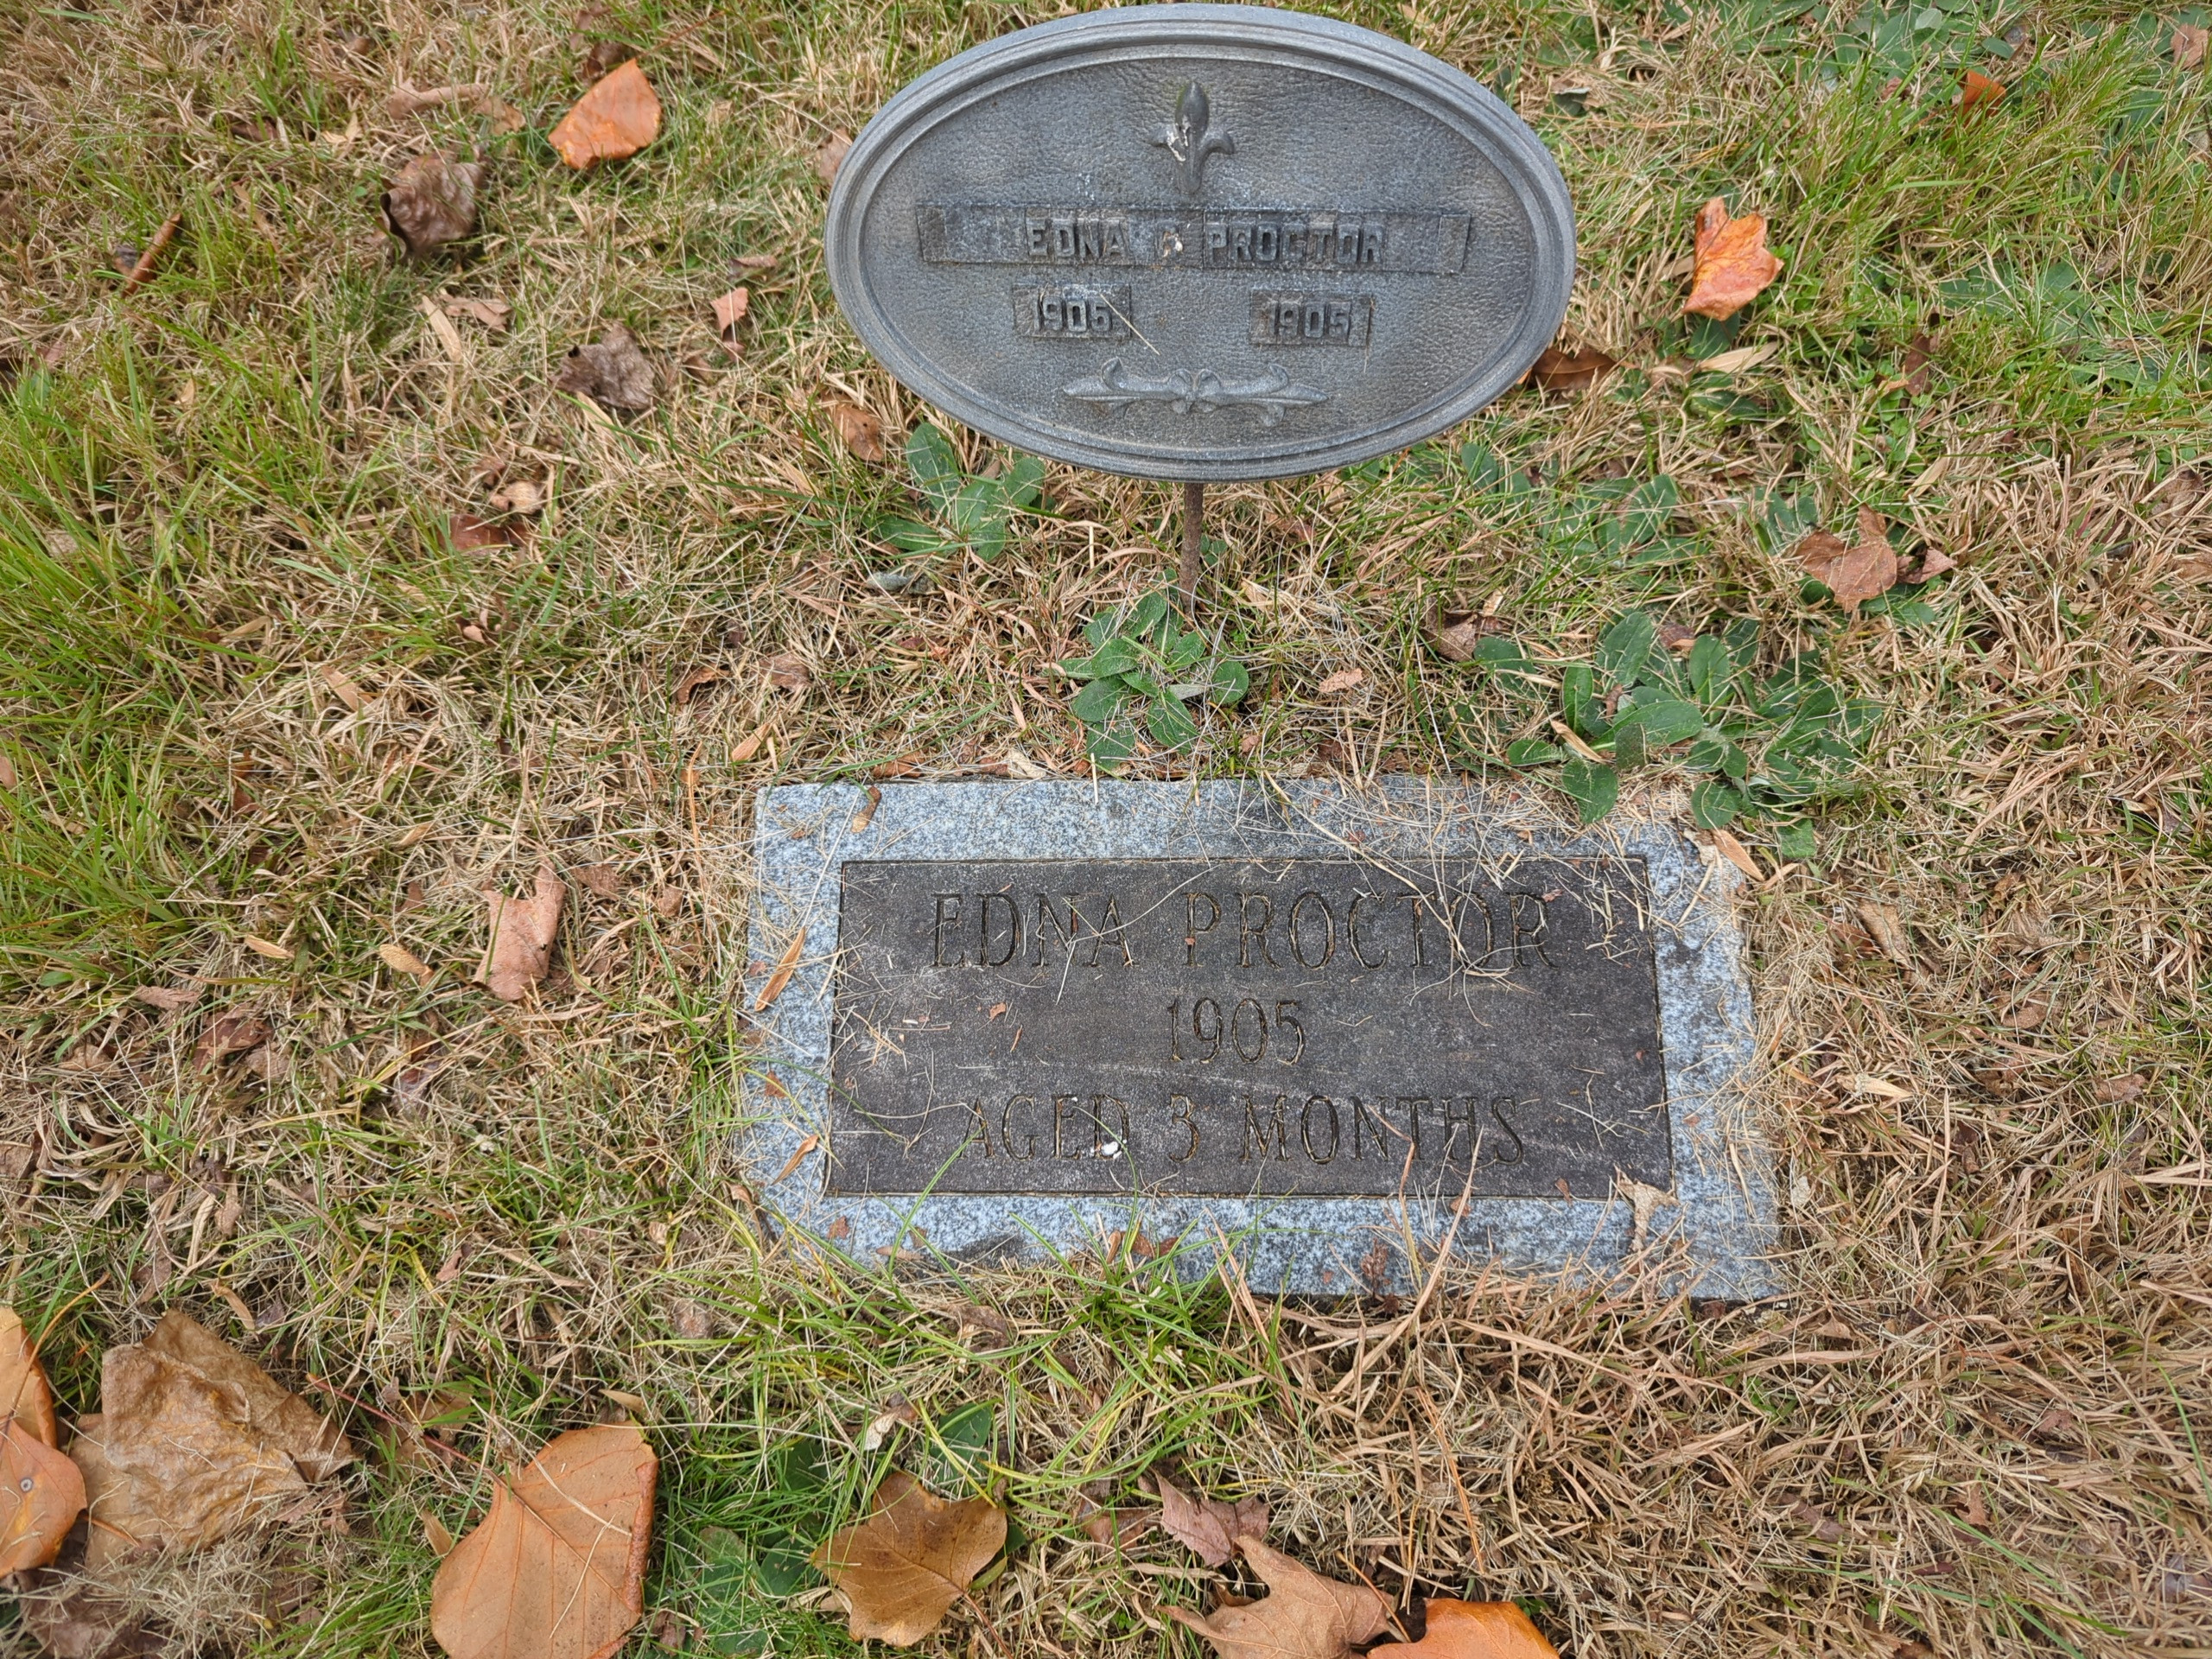 EDNA C PROCTOR
1905 1905
EDNA PROCTOR
1905
AGED 3 MONTHS